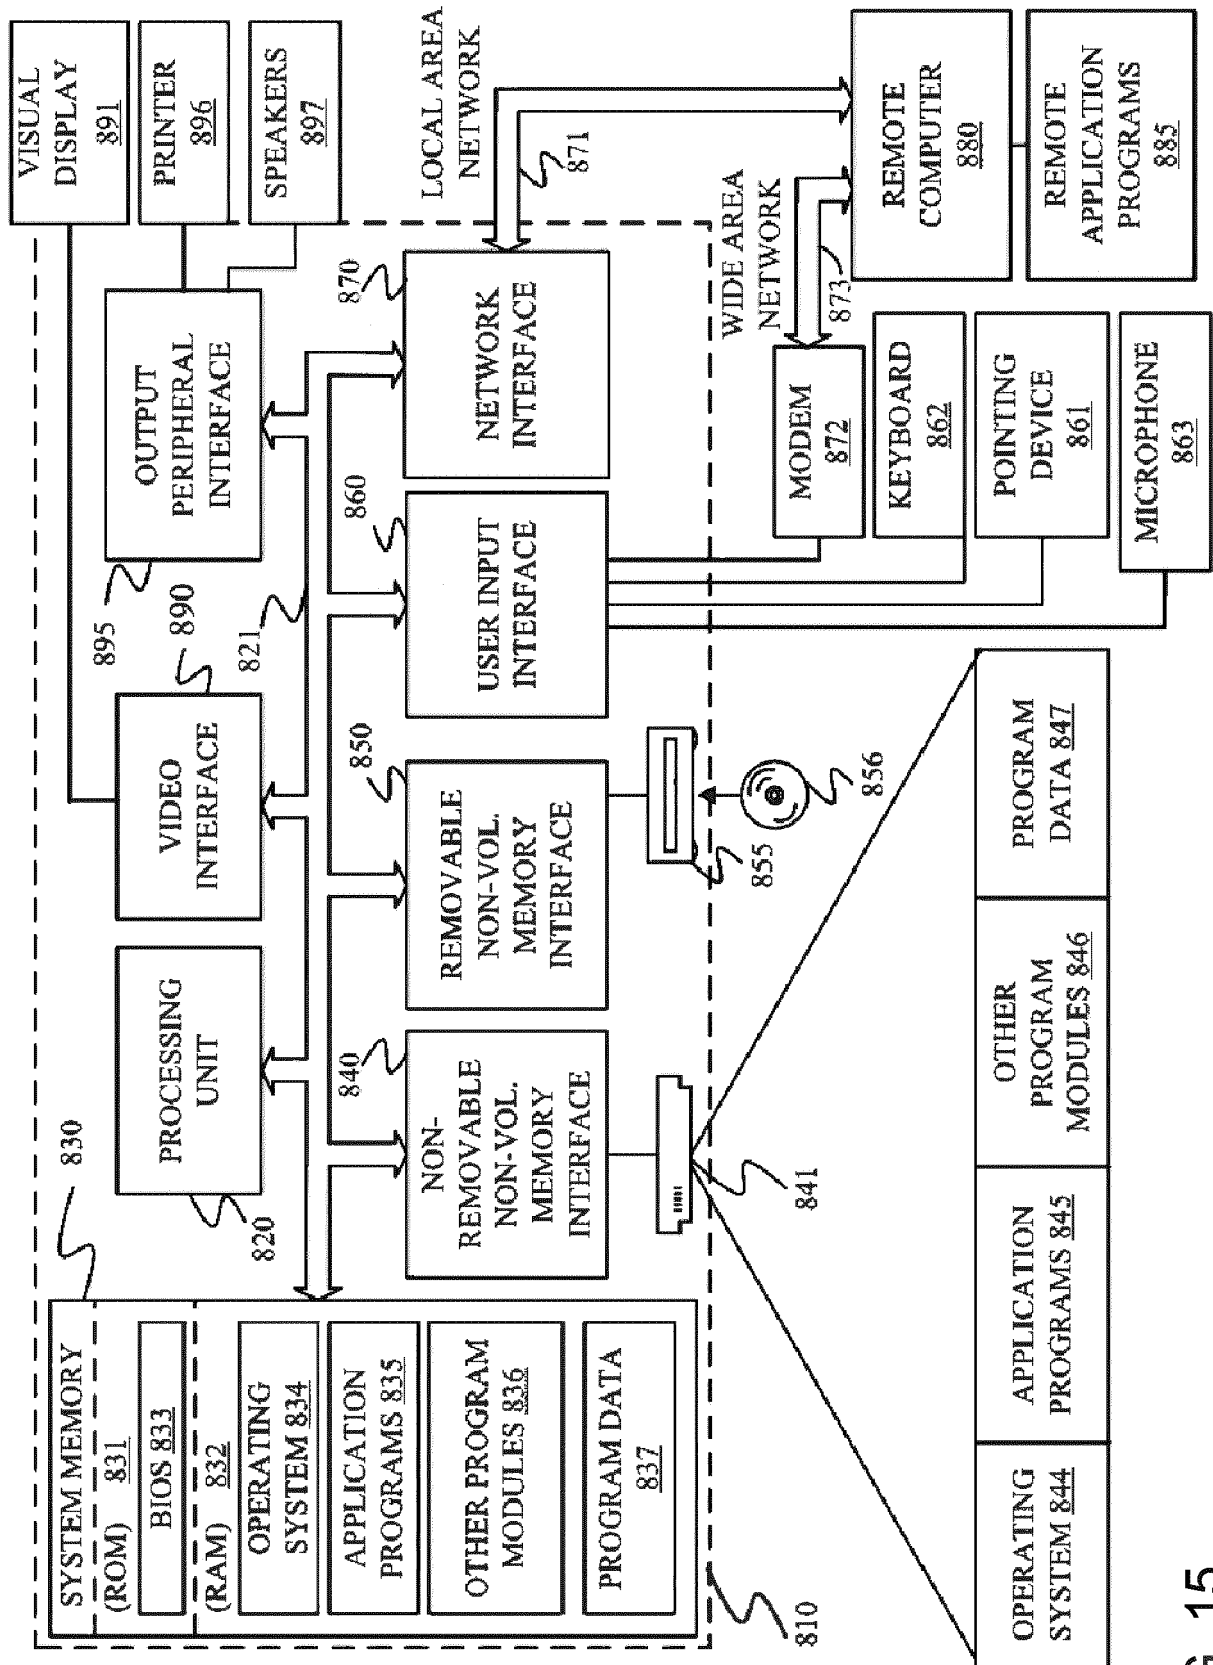 SYSTEM MEMORY
(ROM) 831
BIOS 833
(RAM) 832
OPERATING
SYSTEM 834
APPLICATION
PROGRAMS 835
OTHER PROGRAM
MODULES 836
PROGRAM DATA
837
810
830
PROCESSING
UNIT
820
VIDEO
INTERFACE
890
821
OUTPUT
PERIPHERAL
INTERFACE
895
VISUAL
DISPLAY
891
PRINTER
896
SPEAKERS
897
NON-
REMOVABLE
NON-VOL.
MEMORY
INTERFACE
840
REMOVABLE
NON-VOL.
MEMORY
INTERFACE
850
USER INPUT
INTERFACE
860
NETWORK
INTERFACE
870
LOCAL AREA
NETWORK
871
841
855
856
WIDE AREA
NETWORK
873
MODEM
872
KEYBOARD
862
POINTING
DEVICE
861
MICROPHONE
863
REMOTE
COMPUTER
880
REMOTE
APPLICATION
PROGRAMS
885
OPERATING
SYSTEM 844
APPLICATION
PROGRAMS 845
OTHER
PROGRAM
MODULES 846
PROGRAM
DATA 847
15